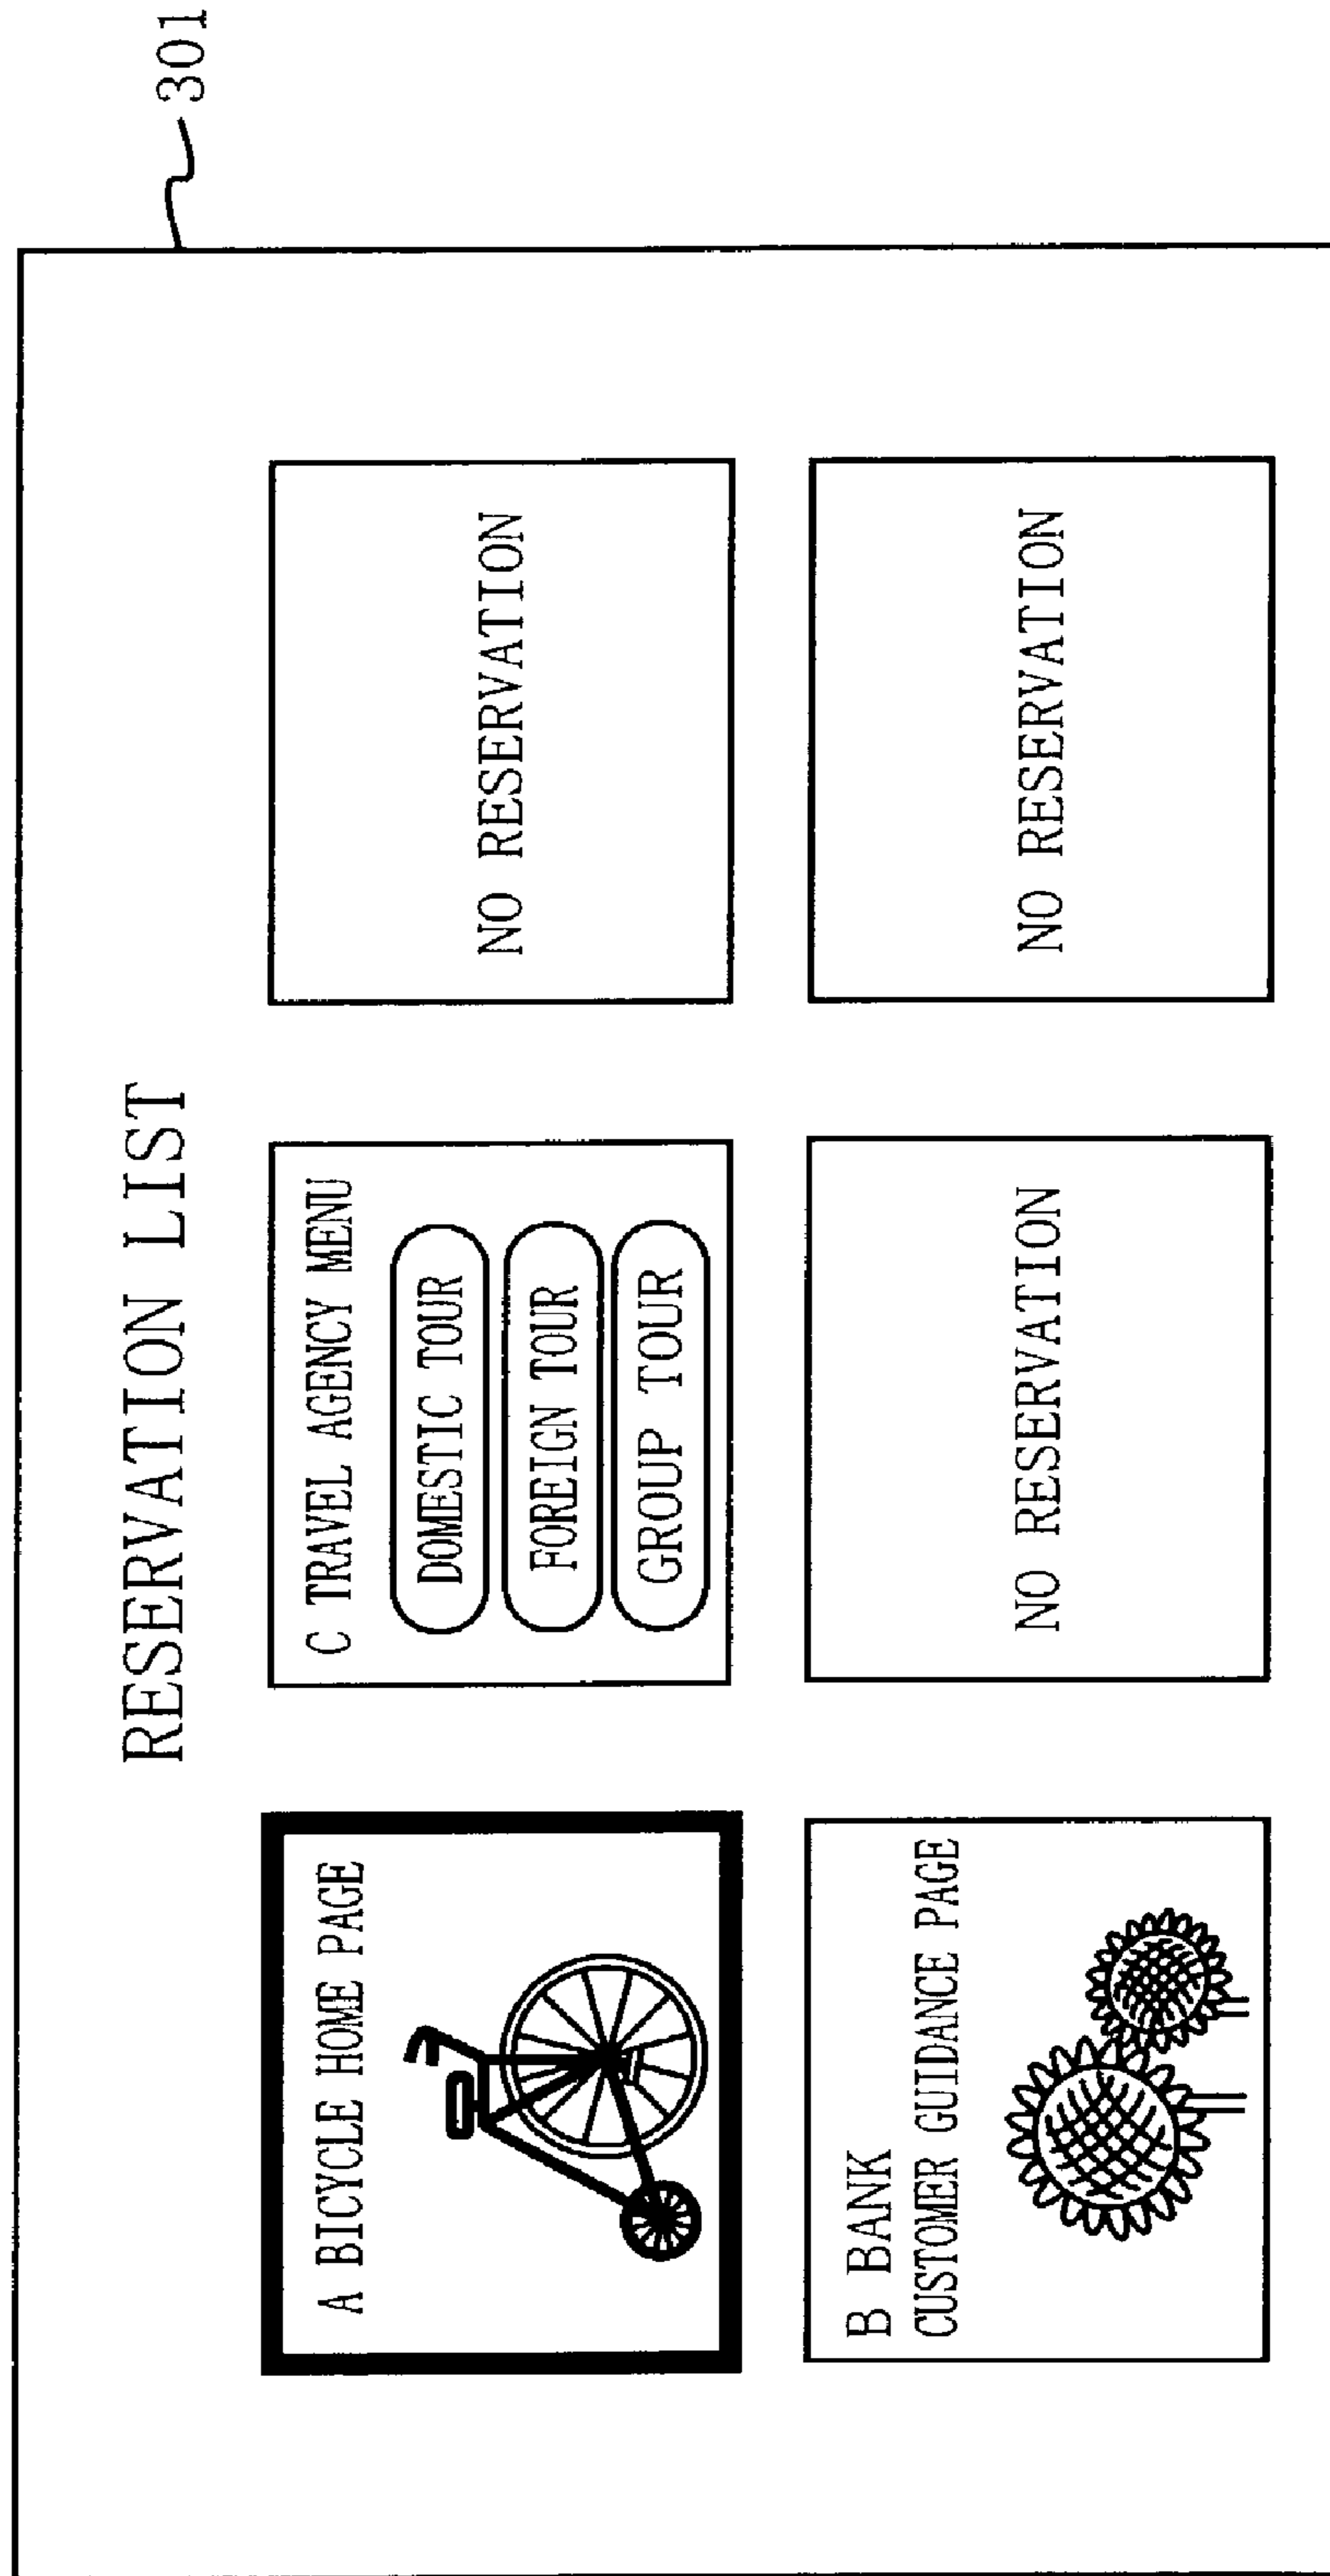 301
RESERVATION LIST
A BICYCLE HOME PAGE
C TRAVEL AGENCY MENU
DOMESTIC TOUR
FOREIGN TOUR
GROUP TOUR
NO RESERVATION
B BANK
CUSTOMER GUIDANCE PAGE
NO RESERVATION
NO RESERVATION